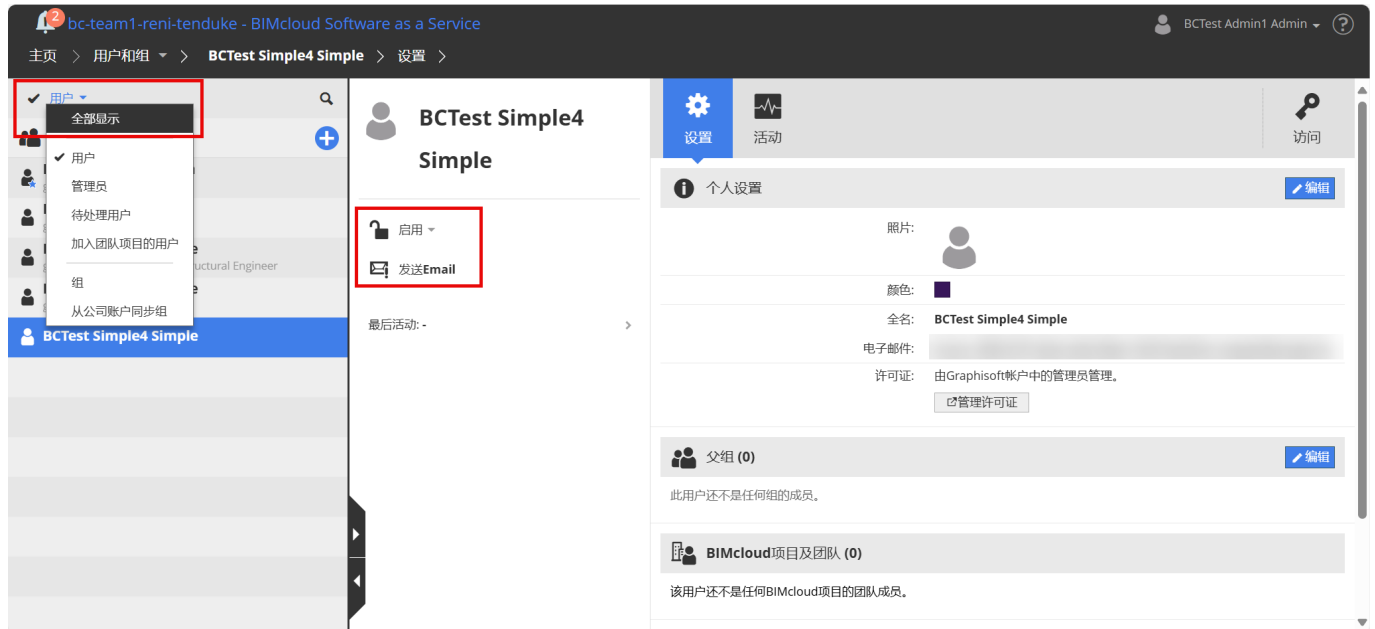 2
bc-team1-reni-tenduke - BIMcloud Software as a Service
BCTest Admin1 Admin
?
主页 > 用户和组 > BCTest Simple4 Simple > 设置 >
用户
全部显示
用户
管理员
待处理用户
加入团队项目的用户
组
从公司账户同步组
uctural Engineer
BCTest Simple4 Simple
BCTest Simple4
Simple
启用
发送Email
最后活动: -
设置
活动
访问
个人设置
编辑
照片:
颜色:
全名: BCTest Simple4 Simple
电子邮件:
许可证: 由Graphisoft帐户中的管理员管理。
管理许可证
父组 (0)
编辑
此用户还不是任何组的成员。
BIMcloud项目及团队 (0)
该用户还不是任何BIMcloud项目的团队成员。